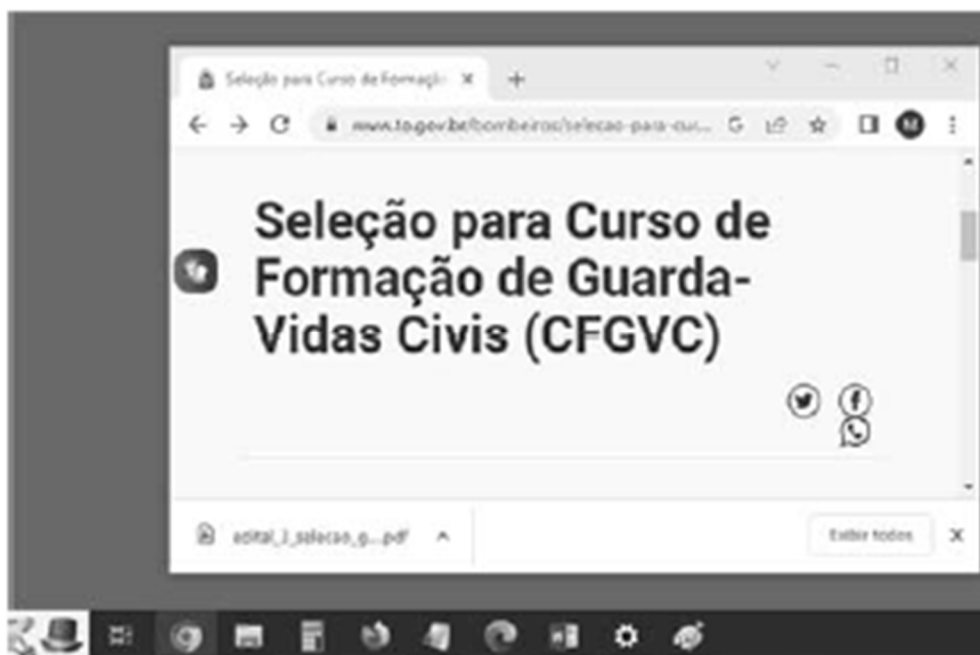 Seleção para Curso de Formaçã
www.to.gov.br/bombeiros/selecao-para-cur...
M
Seleção para Curso de
Formação de Guarda-
Vidas Civis (CFGVC)
edital_1_selecao_g....pdf
Exibir todos